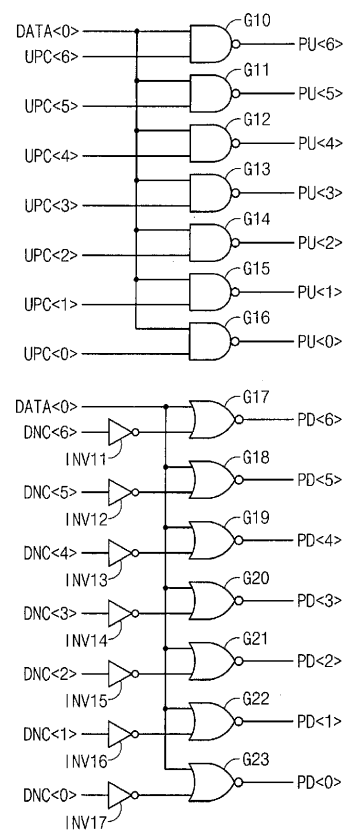 DATA<0> G10
UPC<6> PU<6>
G11
UPC<5> PU<5>
G12
UPC<4> PU<4>
G13
UPC<3> PU<3>
G14
UPC<2> PU<2>
G15
UPC<1> PU<1>
G16
UPC<0> PU<0>
DATA<0> G17
DNC<6> PD<6>
INV11 G18
DNC<5> PD<5>
INV12 G19
DNC<4> PD<4>
INV13 G20
DNC<3> PD<3>
INV14 G21
DNC<2> PD<2>
INV15 G22
DNC<1> PD<1>
INV16 G23
DNC<0> PD<0>
INV17